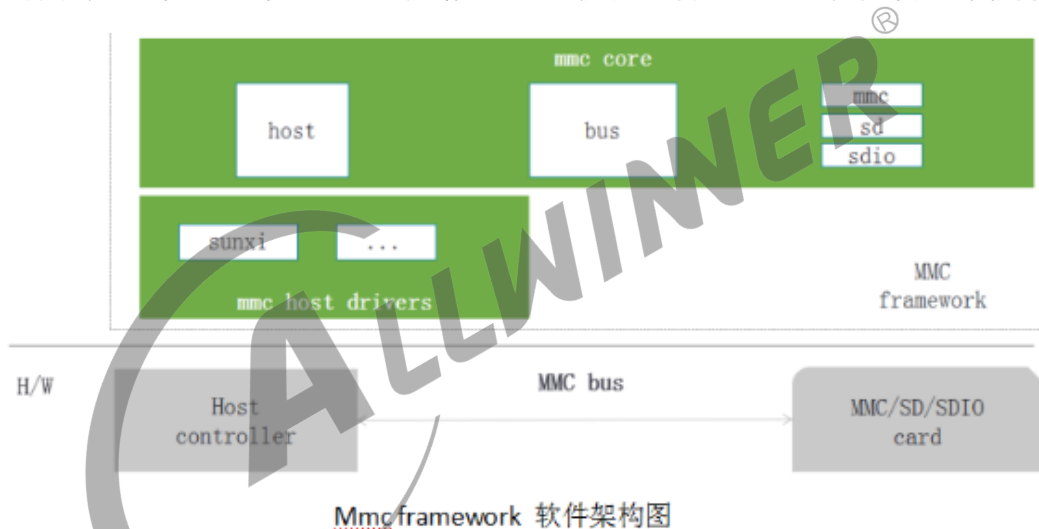 mmc core
host
bus
mmc
sd
sdio
sunxi
...
mmc host drivers
MMC
framework
H/W
MMC bus
Host
controller
MMC/SD/SDIO
card
Mmc framework 软件架构图
ALLWINNER®